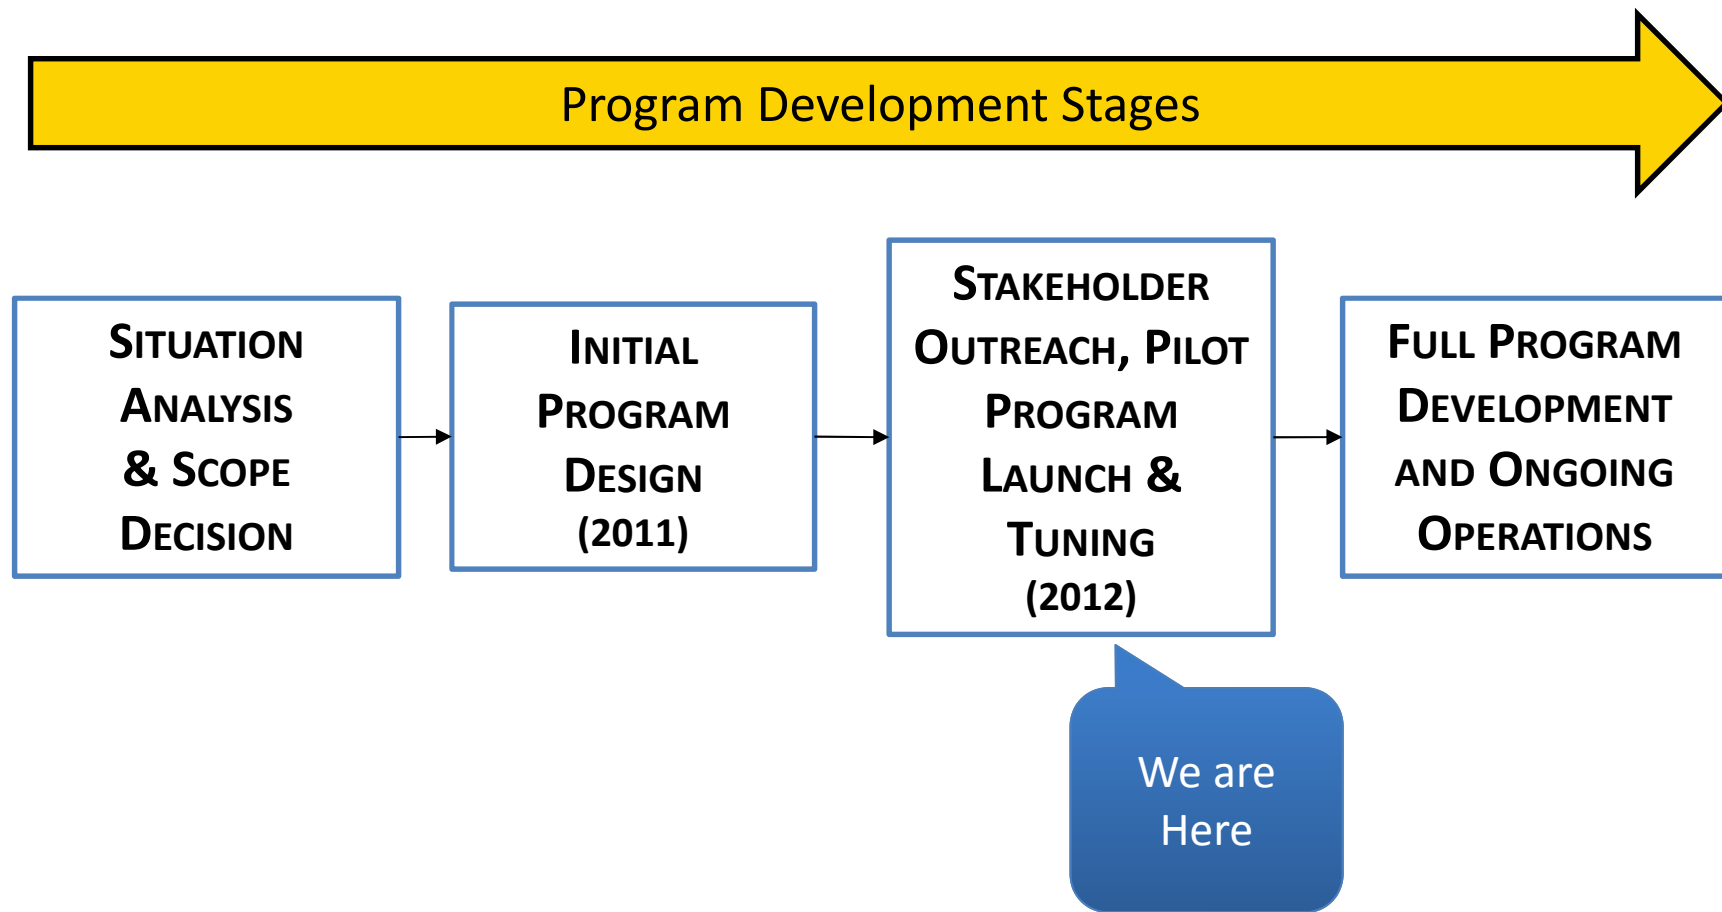 Program Development Stages
SITUATION
ANALYSIS
& SCOPE
DECISION
INITIAL
PROGRAM
DESIGN
(2011)
STAKEHOLDER
OUTREACH, PILOT
PROGRAM
LAUNCH &
TUNING
(2012)
FULL PROGRAM
DEVELOPMENT
AND ONGOING
OPERATIONS
We are
Here